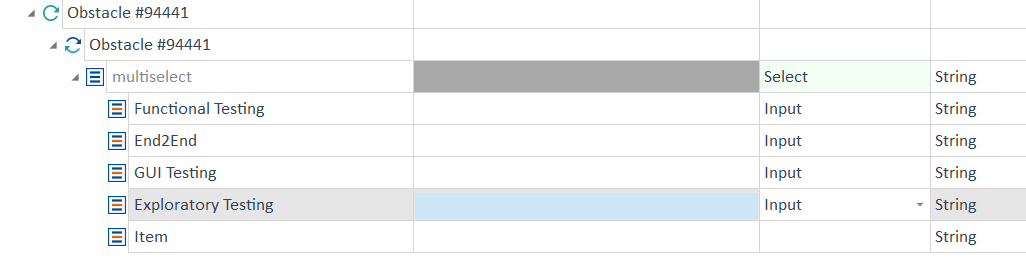 Obstacle #94441
Obstacle #94441
multiselect Select String
Functional Testing Input String
End2End Input String
GUI Testing Input String
Exploratory Testing Input String
Item String